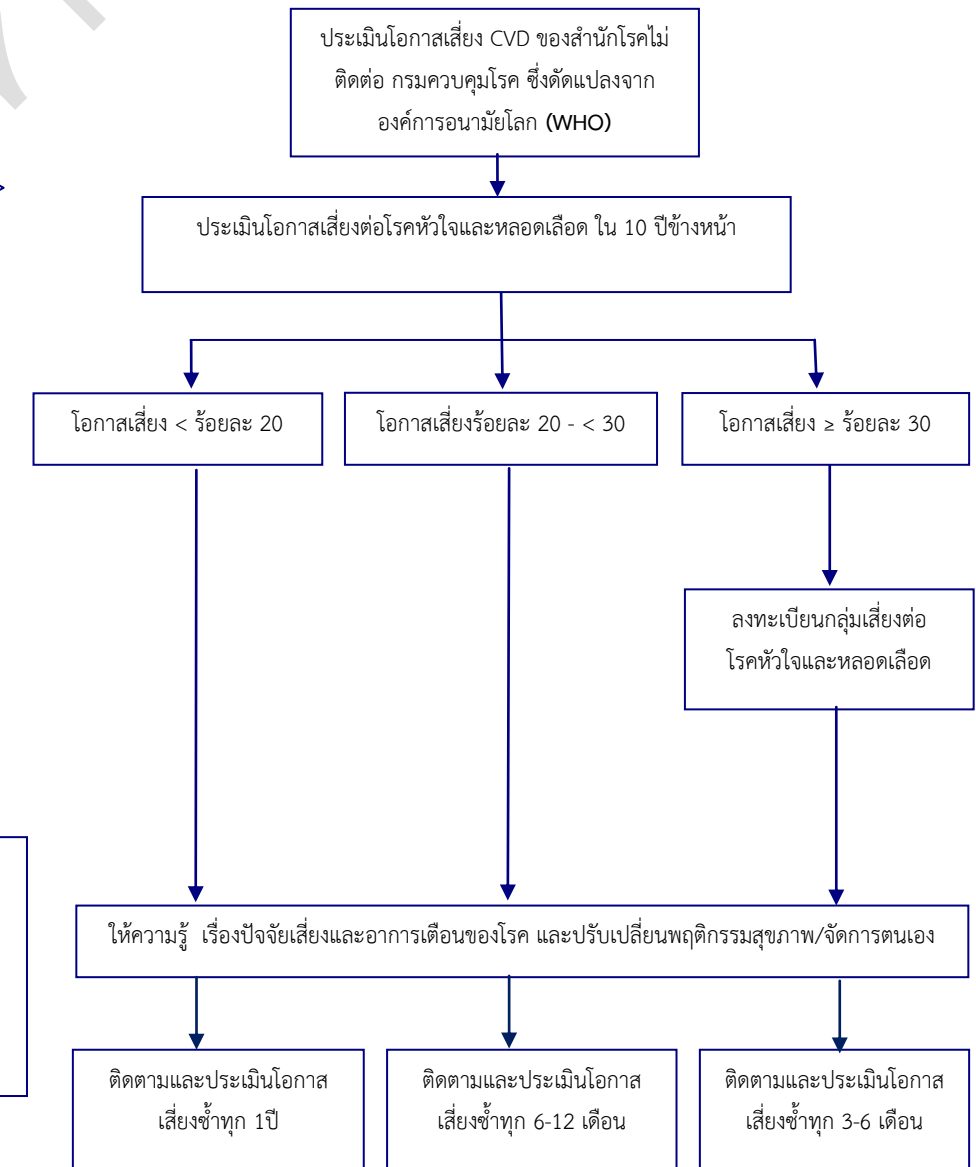 ประเมินโอกาสเสี่ยง CVD ของสำนักโรคไม่
ติดต่อ กรมควบคุมโรค ซึ่งดัดแปลงจาก
องค์การอนามัยโลก (WHO)
ประเมินโอกาสเสี่ยงต่อโรคหัวใจและหลอดเลือด ใน 10 ปีข้างหน้า
โอกาสเสี่ยง < ร้อยละ 20
โอกาสเสี่ยงร้อยละ 20 - < 30
โอกาสเสี่ยง ≥ ร้อยละ 30
ลงทะเบียนกลุ่มเสี่ยงต่อ
โรคหัวใจและหลอดเลือด
ให้ความรู้ เรื่องปัจจัยเสี่ยงและอาการเตือนของโรค และปรับเปลี่ยนพฤติกรรมสุขภาพ/จัดการตนเอง
ติดตามและประเมินโอกาส
เสี่ยงซ้ำทุก 1ปี
ติดตามและประเมินโอกาส
เสี่ยงซ้ำทุก 6-12 เดือน
ติดตามและประเมินโอกาส
เสี่ยงซ้ำทุก 3-6 เดือน